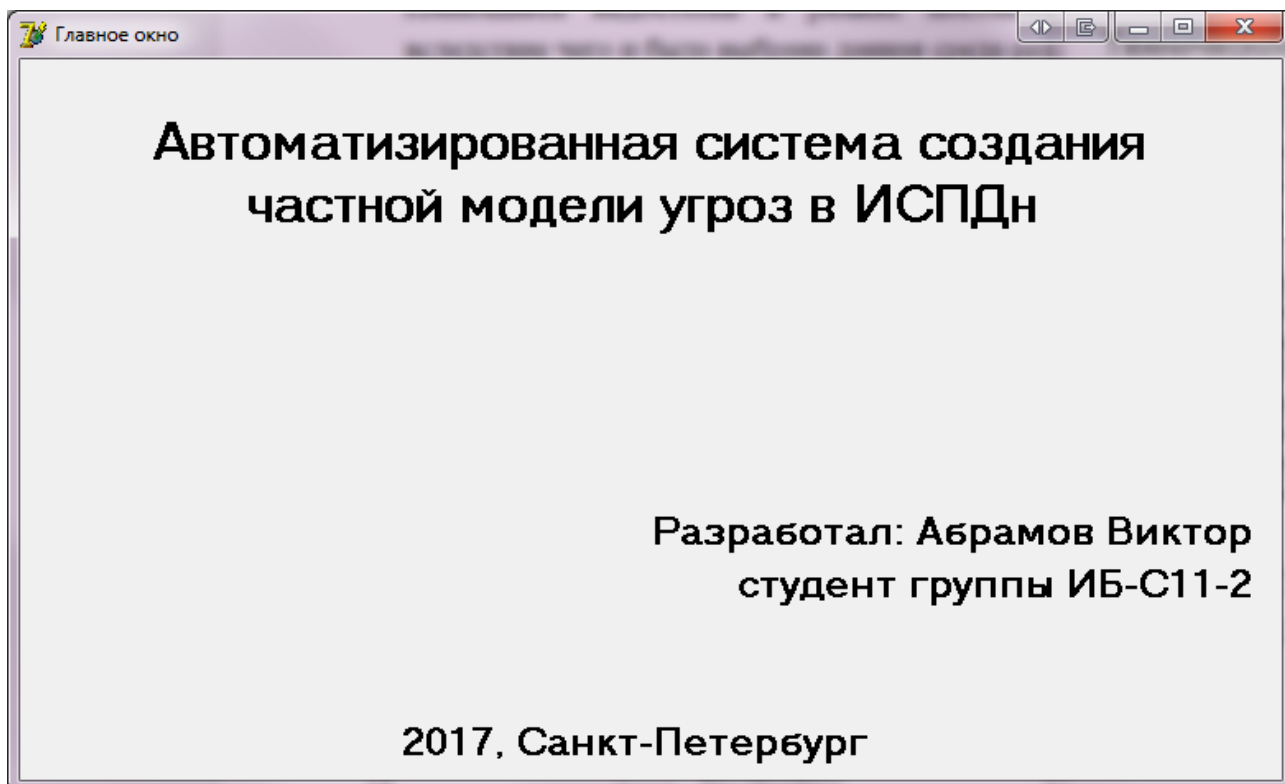 Главное окно
Автоматизированная система создания
частной модели угроз в ИСПДн
Разработал: Абрамов Виктор
студент группы ИБ-С11-2
2017, Санкт-Петербург